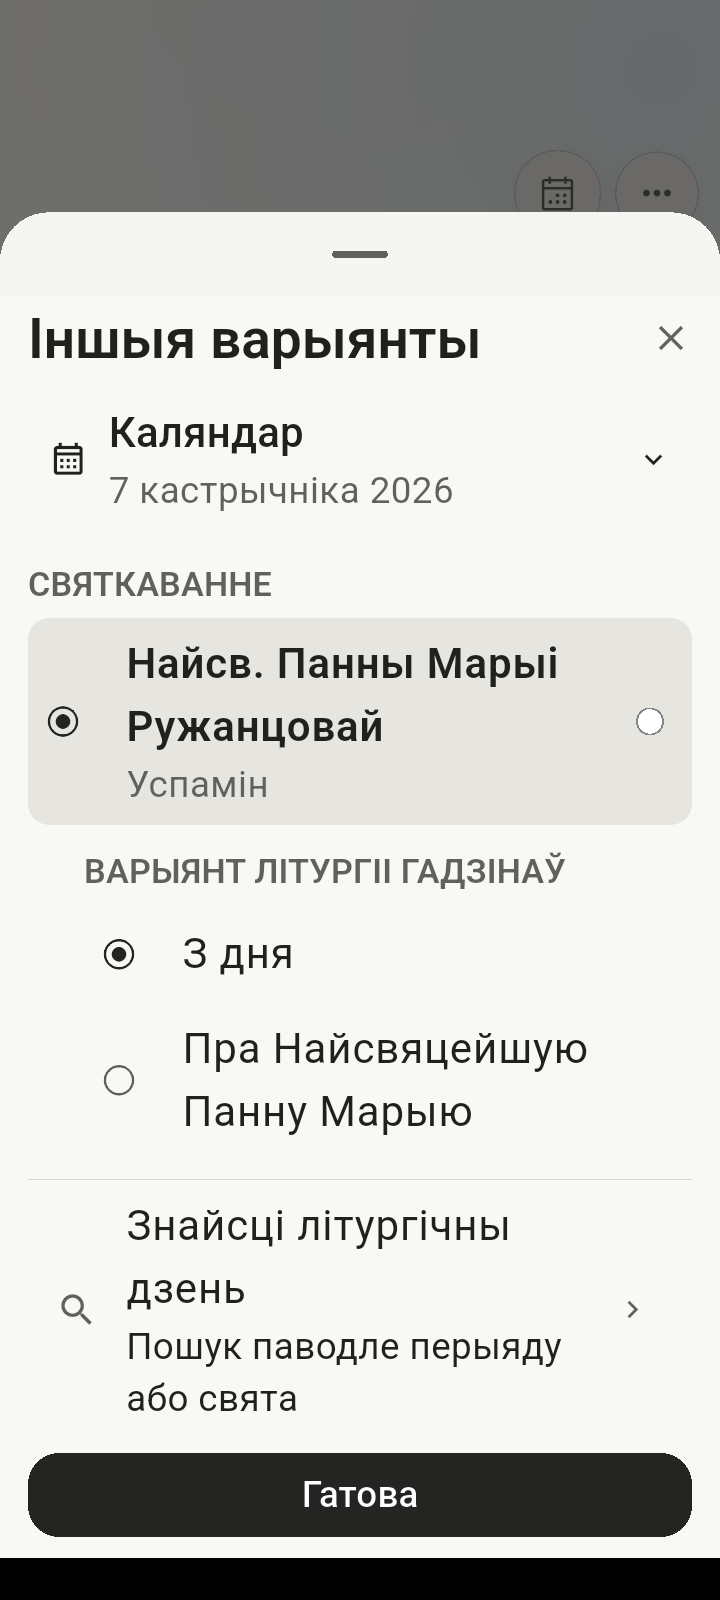 Іншыя варыянты
Каляндар
7 кастрычніка 2026
СВЯТКАВАННЕ
Найсв. Панны Марыі
Ружанцовай
Успамін
ВАРЫЯНТ ЛІТУРГІІ ГАДЗІНАЎ
З дня
Пра Найсвяцейшую
Панну Марыю
Знайсці літургічны
дзень
Пошук паводле перыяду
або свята
Гатова